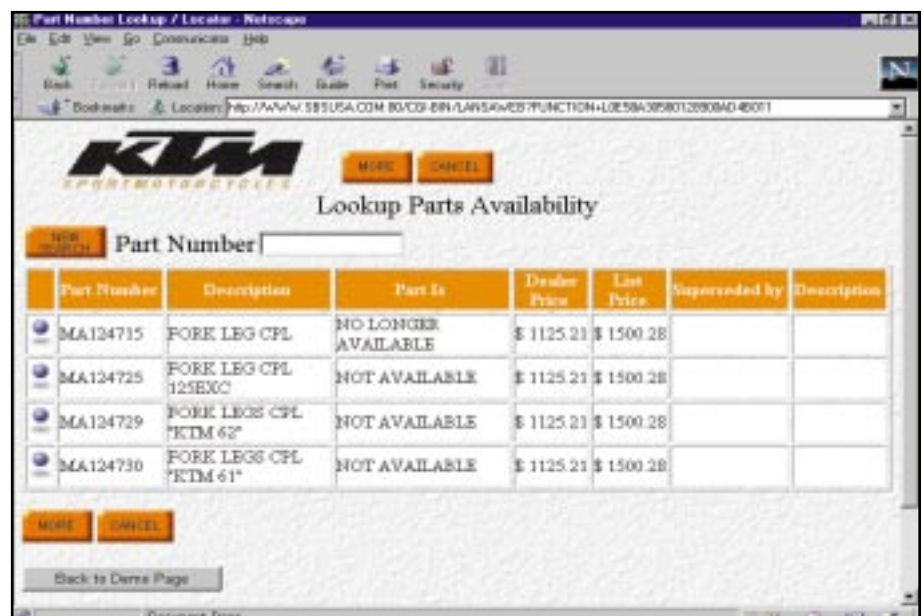 Part Number Lookup / Locator - Netscape
File Edit View Go Communicator Help
Back Reload Home Search Guide Print Security
Bookmarks Location:
KTM
SPORTMOTORCYCLES
MORE CANCEL
Lookup Parts Availability
NEW SEARCH Part Number
Part Number Description Part Is Dealer Price List Price Superseded by Description
MA124715 FORK LEG CPL NO LONGER AVAILABLE $ 1125.21 $ 1500.28
MA124725 FORK LEG CPL 125EXC NOT AVAILABLE $ 1125.21 $ 1500.28
MA124729 FORK LEGS CPL "KTM 62" NOT AVAILABLE $ 1125.21 $ 1500.28
MA124730 FORK LEGS CPL "KTM 61" NOT AVAILABLE $ 1125.21 $ 1500.28
MORE CANCEL
Back to Demo Page